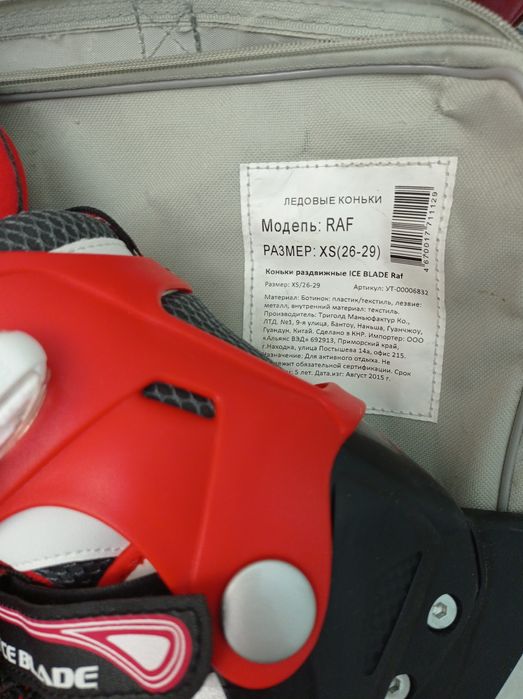 ЛЕДОВЫЕ КОНЬКИ
Модель: RAF
РАЗМЕР: XS(26-29)
Коньки раздвижные ICE BLADE Raf
Размер: XS/26-29 Артикул: УТ-00006832
Материал: Ботинок: пластик/текстиль, лезвие:
металл, внутренний материал: текстиль.
Производитель: Триголд Маньюфактур Ко.,
ЛТД, №1, 9-я улица, Бантоу, Наньша, Гуанчжоу,
Гуандун, Китай. Сделано в КНР. Импортер: ООО
«Альянс ВЭД» 692913, Приморский край,
г.Находка, улица Постышева 14а, офис 215.
Назначение: Для активного отдыха. Не
лежит обязательной сертификации. Срок
5 лет. Дата.изг: Август 2015 г.
4670017711129
ICE BLADE